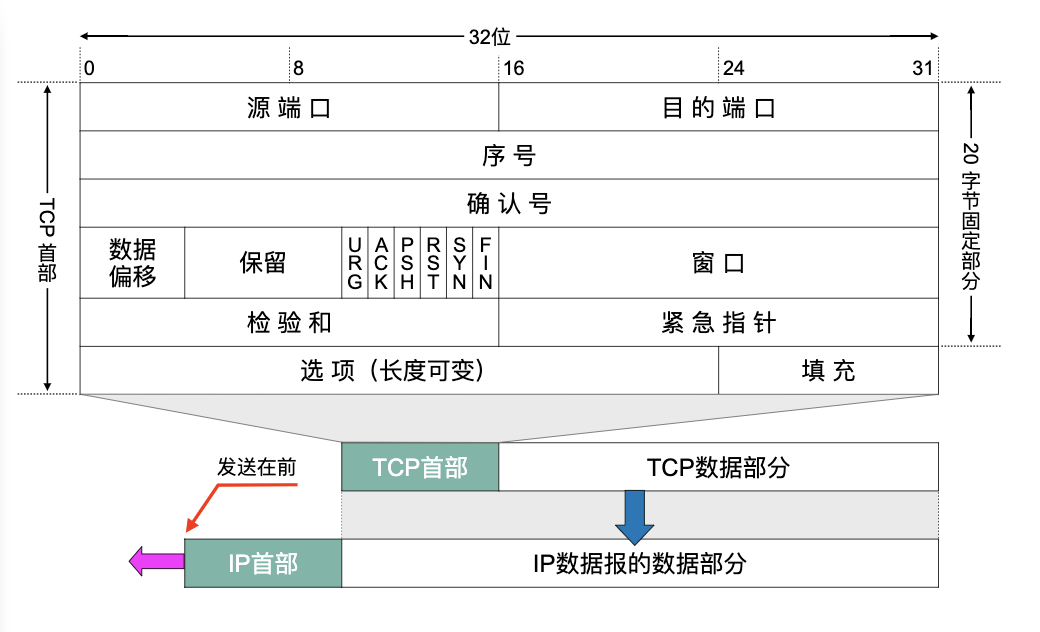 32位
0 8 16 24 31
源端口 目的端口
序号
确认号
数据偏移 保留 URG ACK PSH RST SYN FIN 窗口
检验和 紧急指针
选项（长度可变） 填充
TCP首部
20字节固定部分
TCP首部 TCP数据部分
发送在前
IP首部 IP数据报的数据部分